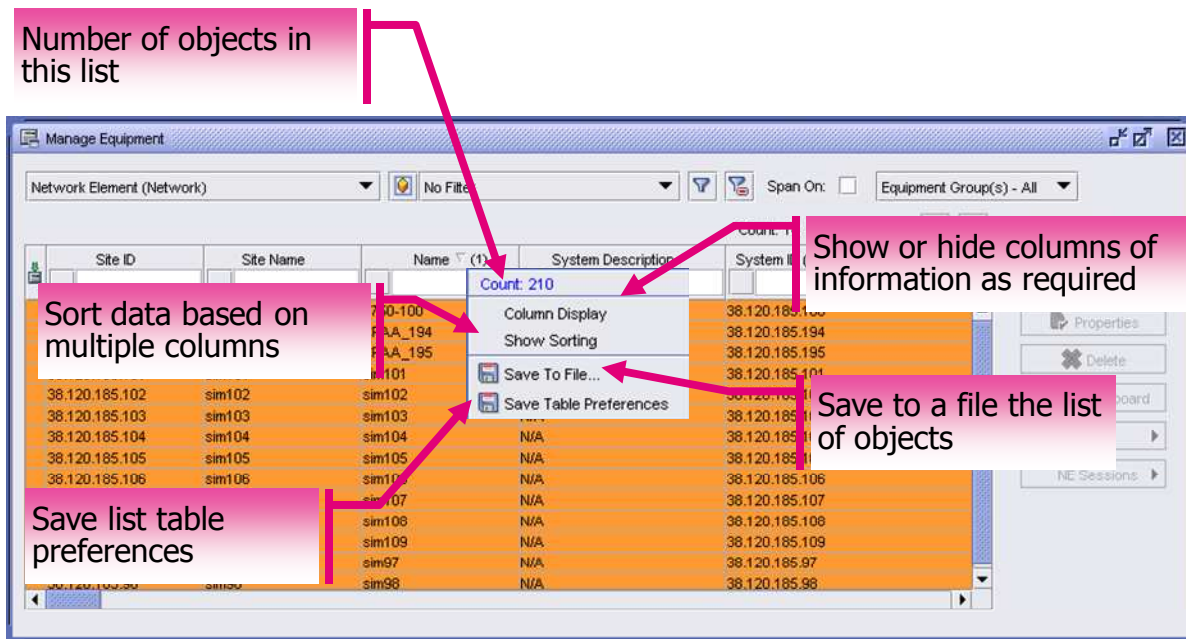 Number of objects in
this list
Manage Equipment
Network Element (Network)
No Filter
Span On:
Equipment Group(s) - All
Count:
Show or hide columns of
information as required
Site ID
Site Name
Name
(1)
System Description
System
Count: 210
Column Display
Show Sorting
Save To File...
Save Table Preferences
Sort data based on
multiple columns
38.120.185.194
38.120.185.195
Properties
Delete
38.120.185.102 sim102 sim102
38.120.185.103 sim103 sim103
38.120.185.104 sim104 sim104 N/A
38.120.185.105 sim105 sim105 N/A
38.120.185.106 sim106 N/A 38.120.185.106
Save to a file the list
of objects
NE Sessions
Save list table
preferences
N/A 38.120.185.107
sim108 N/A 38.120.185.108
sim109 N/A 38.120.185.109
sim97 N/A 38.120.185.97
sim98 N/A 38.120.185.98